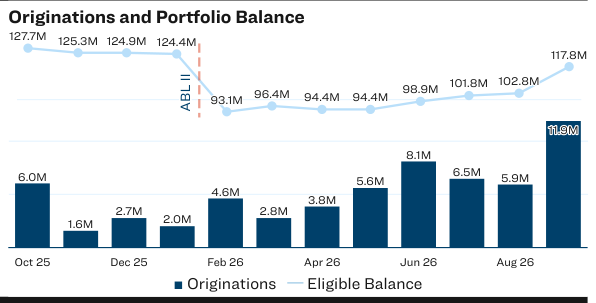 Originations and Portfolio Balance
127.7M 125.3M 124.9M 124.4M 93.1M 96.4M 94.4M 94.4M 98.9M 101.8M 102.8M 117.8M
ABL II
6.0M 1.6M 2.7M 2.0M 4.6M 2.8M 3.8M 5.6M 8.1M 6.5M 5.9M 11.9M
Oct 25 Dec 25 Feb 26 Apr 26 Jun 26 Aug 26
Originations Eligible Balance